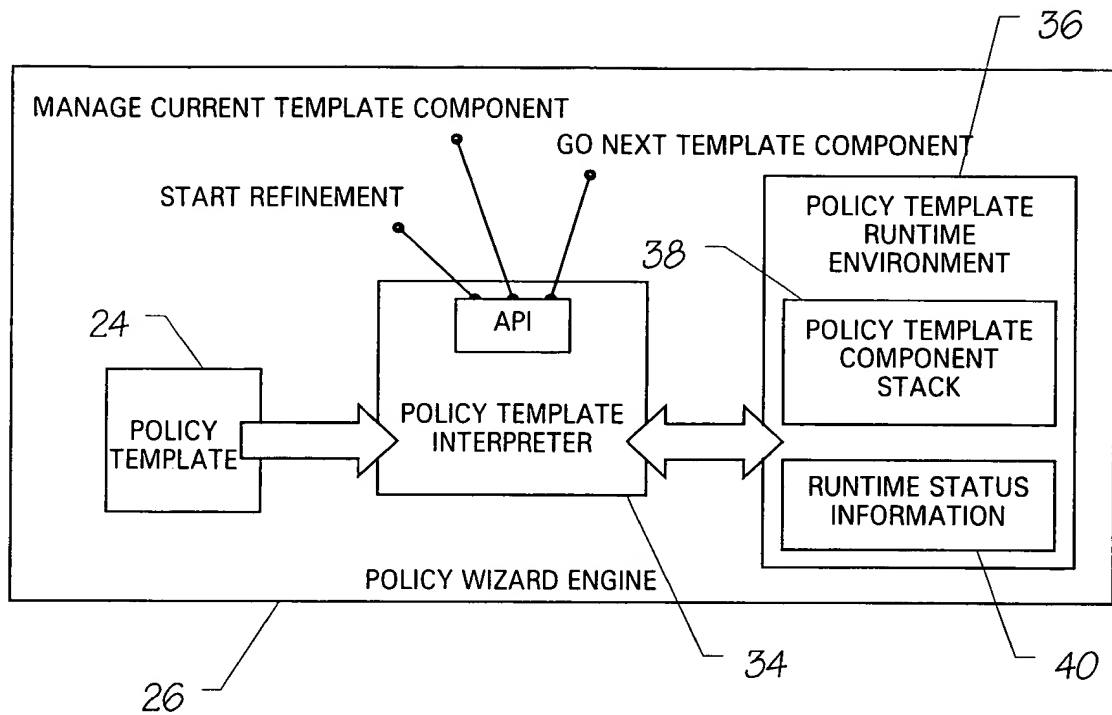 36
MANAGE CURRENT TEMPLATE COMPONENT
GO NEXT TEMPLATE COMPONENT
START REFINEMENT
POLICY TEMPLATE
RUNTIME
ENVIRONMENT
38
API
24
POLICY TEMPLATE
COMPONENT
STACK
POLICY
TEMPLATE
POLICY TEMPLATE
INTERPRETER
RUNTIME STATUS
INFORMATION
POLICY WIZARD ENGINE
34
40
26